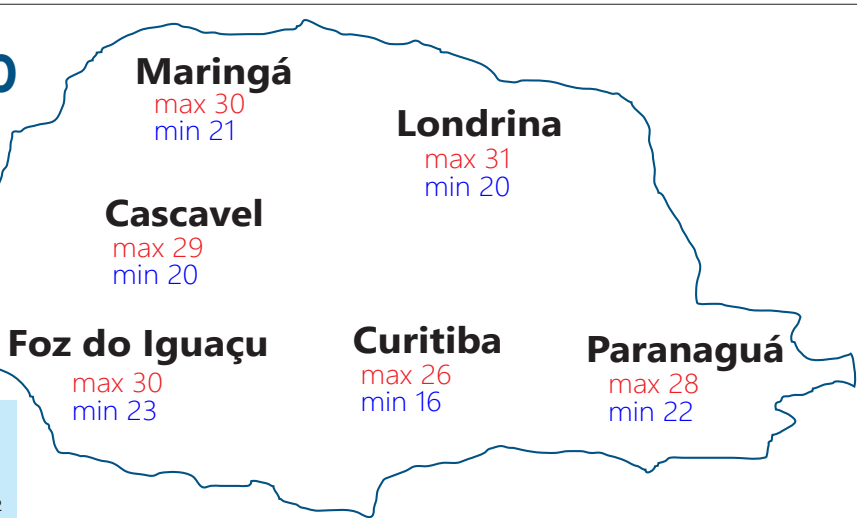 Maringá
max 30
min 21
Londrina
max 31
min 20
Cascavel
max 29
min 20
Foz do Iguaçu
max 30
min 23
Curitiba
max 26
min 16
Paranaguá
max 28
min 22